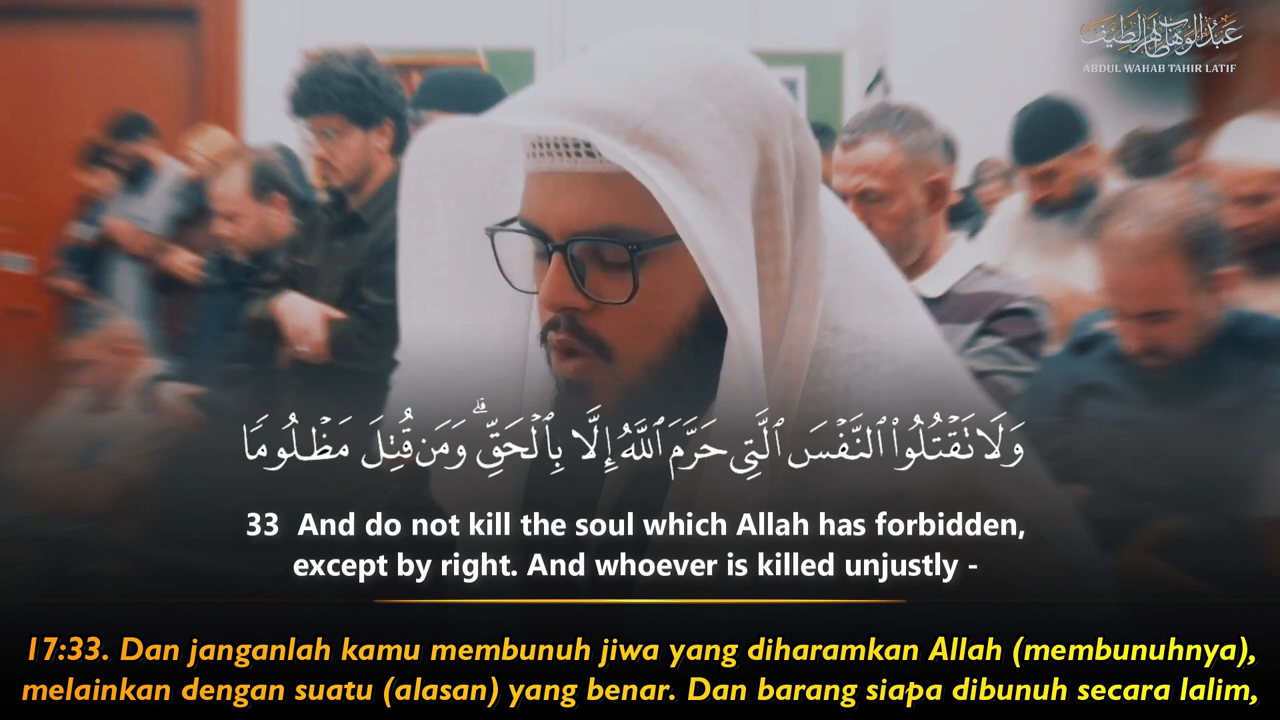 عبدالوهاب طاهر لطيف
ABDUL WAHAB TAHIR LATIF
وَلَا تَقْتُلُوا۟ ٱلنَّفْسَ ٱلَّتِى حَرَّمَ ٱللَّهُ إِلَّا بِٱلْحَقِّ ۗ وَمَن قُتِلَ مَظْلُومًا
33 And do not kill the soul which Allah has forbidden,
except by right. And whoever is killed unjustly -
17:33. Dan janganlah kamu membunuh jiwa yang diharamkan Allah (membunuhnya),
melainkan dengan suatu (alasan) yang benar. Dan barang siapa dibunuh secara lalim,